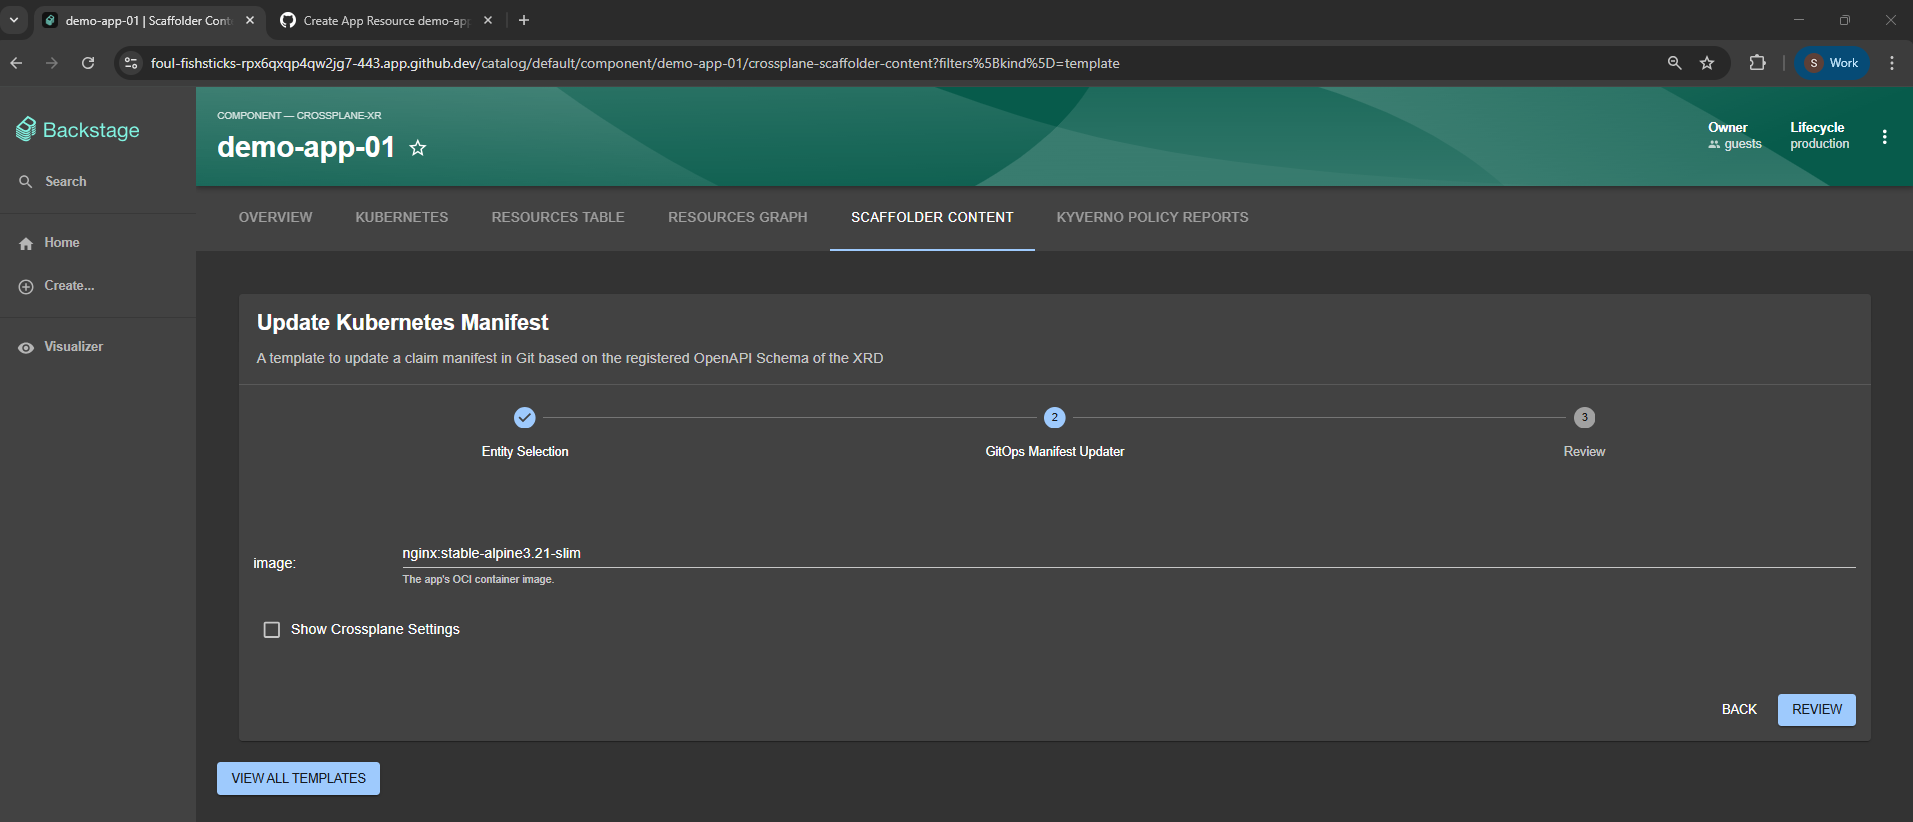 demo-app-01 | Scaffolder Cont
Create App Resource demo-app
foul-fishsticks-rpx6qxqp4qw2jg7-443.app.github.dev/catalog/default/component/demo-app-01/crossplane-scaffolder-content?filters%5Bkind%5D=template
S Work
Backstage
Search
Home
Create...
Visualizer
COMPONENT — CROSSPLANE-XR
demo-app-01
Owner
guests
Lifecycle
production
OVERVIEW KUBERNETES RESOURCES TABLE RESOURCES GRAPH SCAFFOLDER CONTENT KYVERNO POLICY REPORTS
Update Kubernetes Manifest
A template to update a claim manifest in Git based on the registered OpenAPI Schema of the XRD
2 3
Entity Selection GitOps Manifest Updater Review
image: nginx:stable-alpine3.21-slim
The app's OCI container image.
Show Crossplane Settings
BACK REVIEW
VIEW ALL TEMPLATES